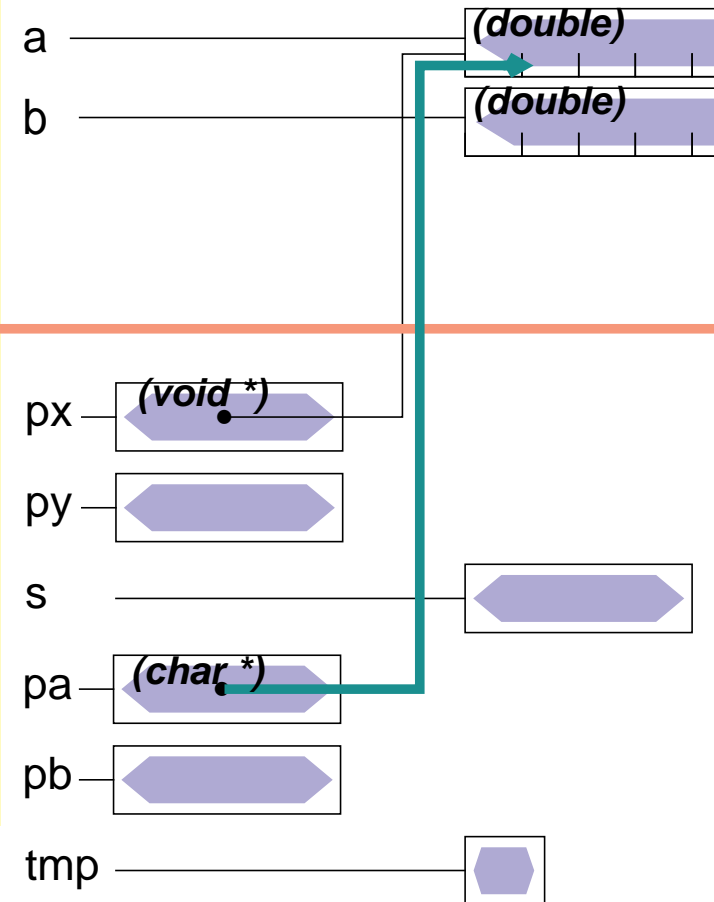 a (double)
b (double)
px (void *)
py
s
pa (char *)
pb
tmp